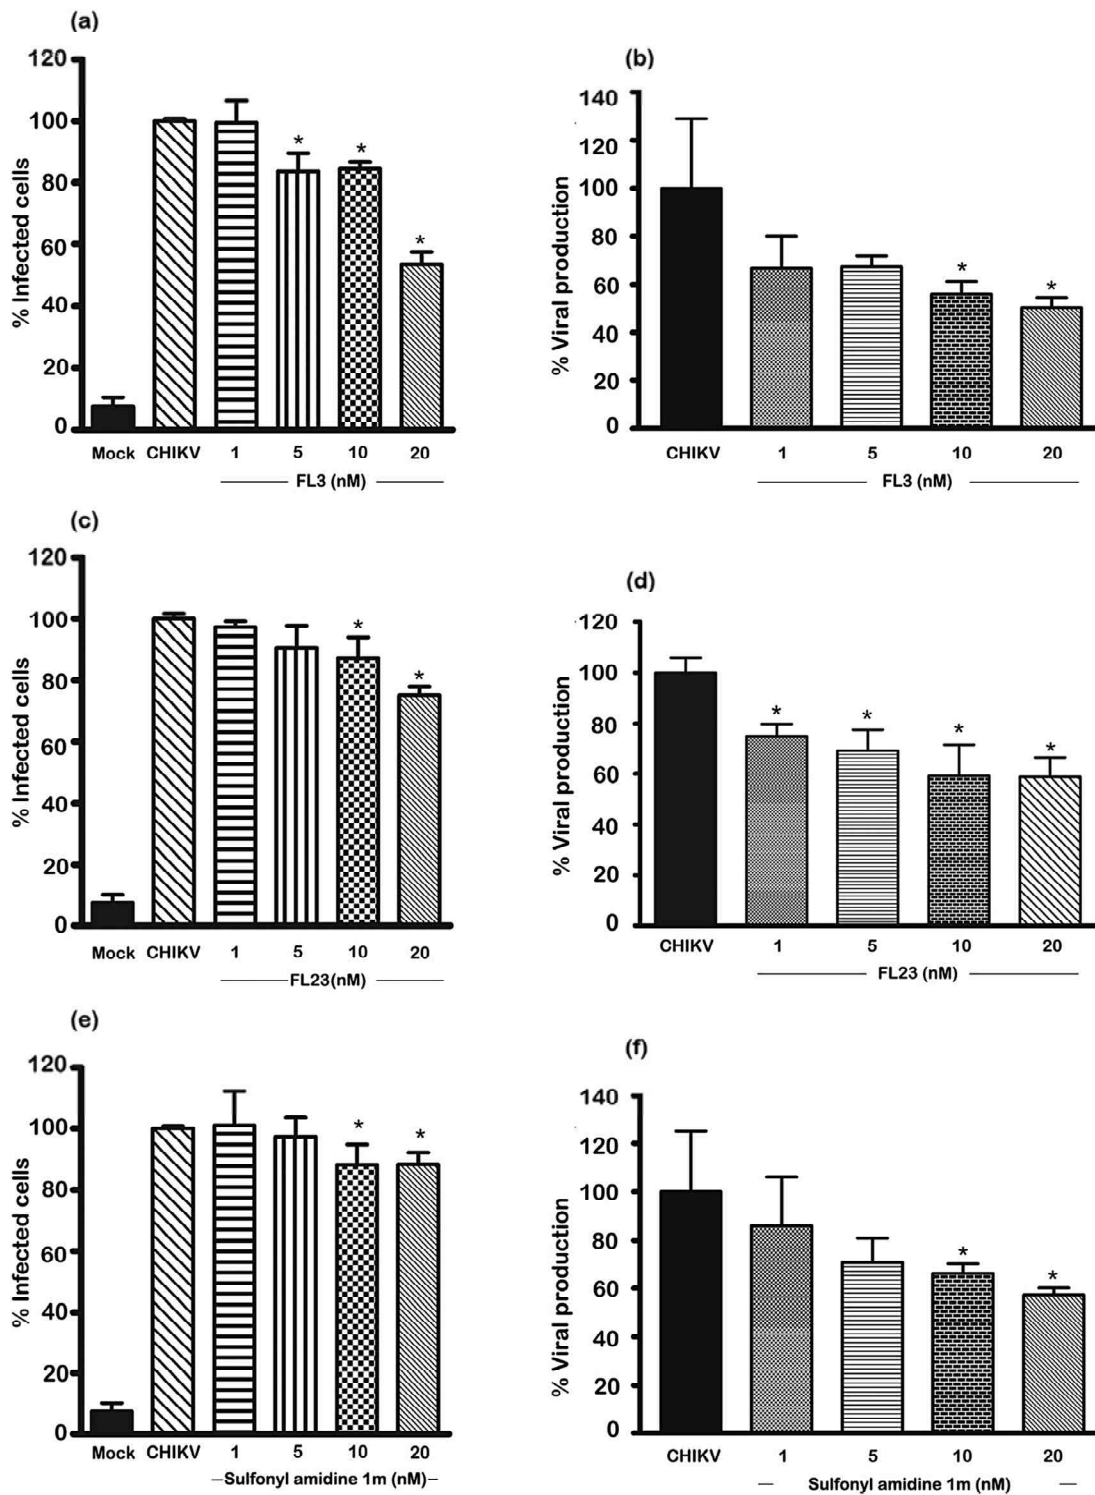 (a)
120
100
80
60
40
20
0
% Infected cells
* * *
Mock CHIKV 1 5 10 20
FL3 (nM)
(b)
140
120
100
80
60
40
20
0
% Viral production
* *
CHIKV 1 5 10 20
FL3 (nM)
(c)
120
100
80
60
40
20
0
% Infected cells
* *
Mock CHIKV 1 5 10 20
FL23(nM)
(d)
120
100
80
60
40
20
0
% Viral production
* * * *
CHIKV 1 5 10 20
FL23 (nM)
(e)
120
100
80
60
40
20
0
% Infected cells
* *
Mock CHIKV 1 5 10 20
Sulfonyl amidine 1m (nM)
(f)
140
120
100
80
60
40
20
0
% Viral production
* *
CHIKV 1 5 10 20
Sulfonyl amidine 1m (nM)